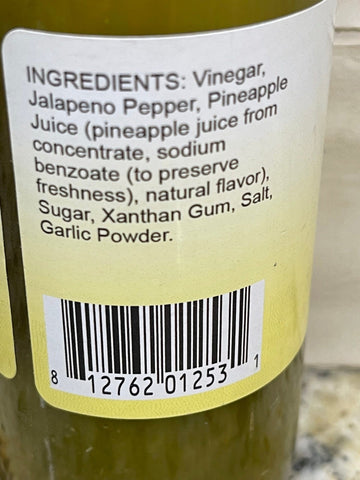 INGREDIENTS: Vinegar,
Jalapeno Pepper, Pineapple
Juice (pineapple juice from
concentrate, sodium
benzoate (to preserve
freshness), natural flavor),
Sugar, Xanthan Gum, Salt,
Garlic Powder.
8 12762 01253 1